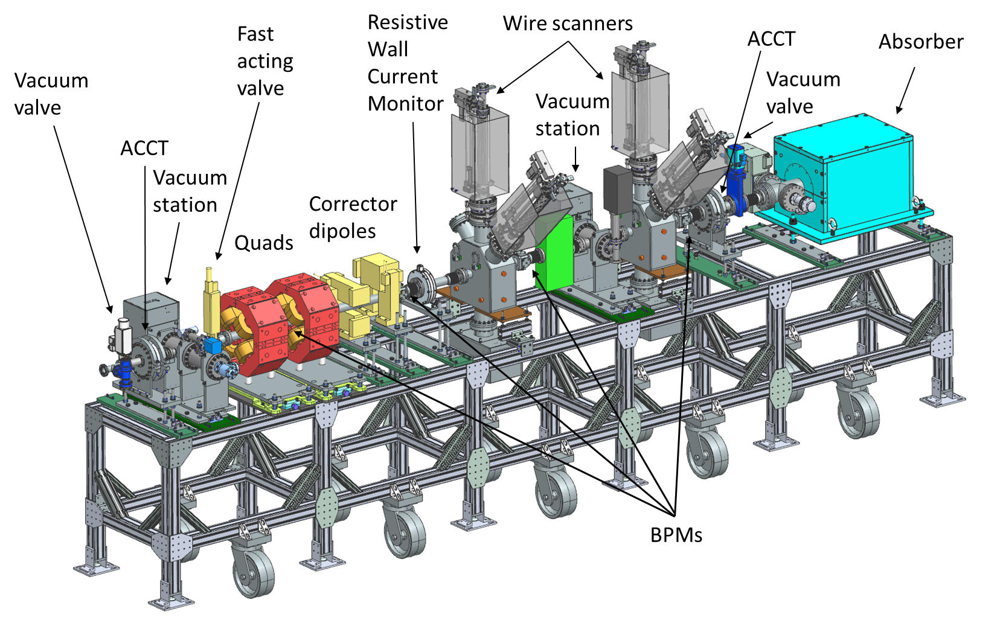 Vacuum
valve
ACCT
Vacuum
station
Fast
acting
valve
Quads
Corrector
dipoles
Resistive
Wall
Current
Monitor
Wire scanners
Vacuum
station
ACCT
Vacuum
valve
Absorber
BPMs